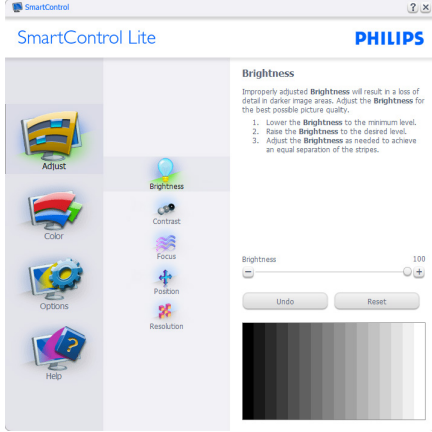 SmartControl
? ×
SmartControl Lite
PHILIPS
Adjust
Color
Options
Help
Brightness
Contrast
Focus
Position
Resolution
Brightness
Improperly adjusted Brightness will result in a loss of
detail in darker image areas. Adjust the Brightness for
the best possible picture quality.
1. Lower the Brightness to the minimum level.
2. Raise the Brightness to the desired level.
3. Adjust the Brightness as needed to achieve
an equal separation of the stripes.
Brightness 100
− +
Undo Reset